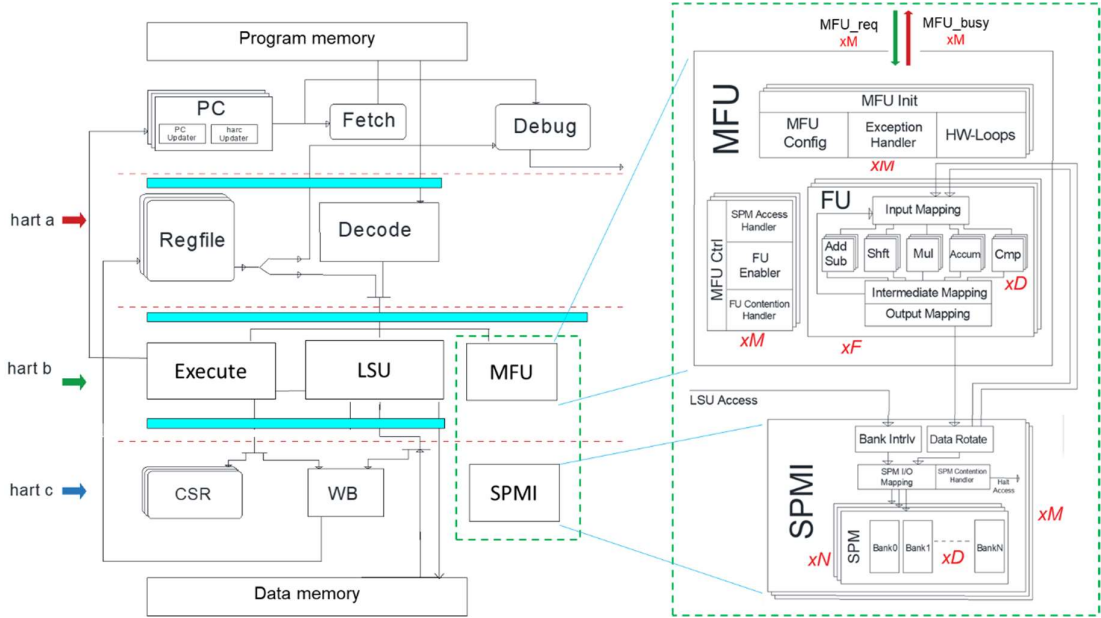 Program memory
PC
PC
Updater
harc
Updater
Fetch
Debug
hart a
Regfile
Decode
hart b
Execute
LSU
MFU
hart c
CSR
WB
SPMI
Data memory
MFU_req
xM
MFU_busy
xM
MFU
MFU Init
MFU
Config
Exception
Handler
HW-Loops
xM
MFU Ctrl
SPM Access
Handler
FU
Enabler
FU Contention
Handler
xM
FU
Input Mapping
Add
Sub
Shft
Mul
Accum
Cmp
xD
Intermediate Mapping
Output Mapping
xF
LSU Access
SPMI
Bank Intrlv
Data Rotate
SPM I/O
Mapping
SPM Contention
Handler
Halt
Access
xM
xN
SPM
Bank0
Bank1
xD
BankN